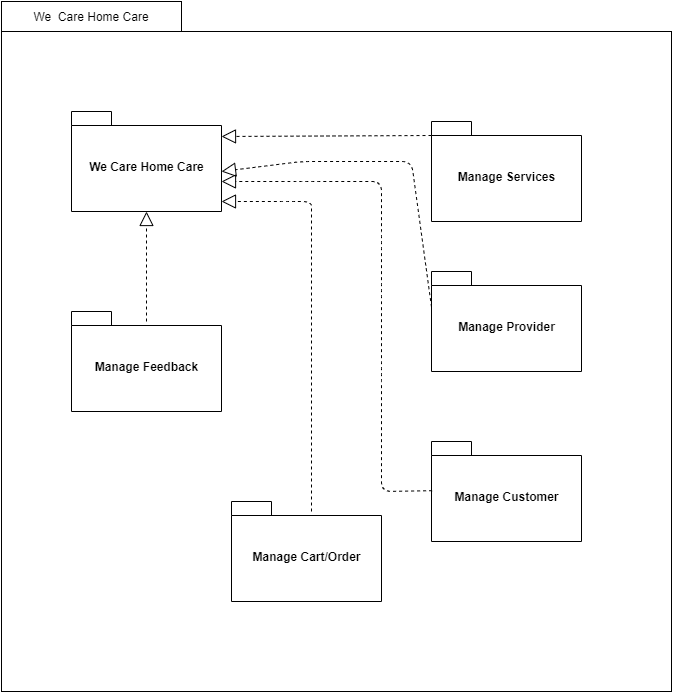 We  Care Home Care
We Care Home Care
Manage Services
Manage Provider
Manage Feedback
Manage Customer
Manage Cart/Order